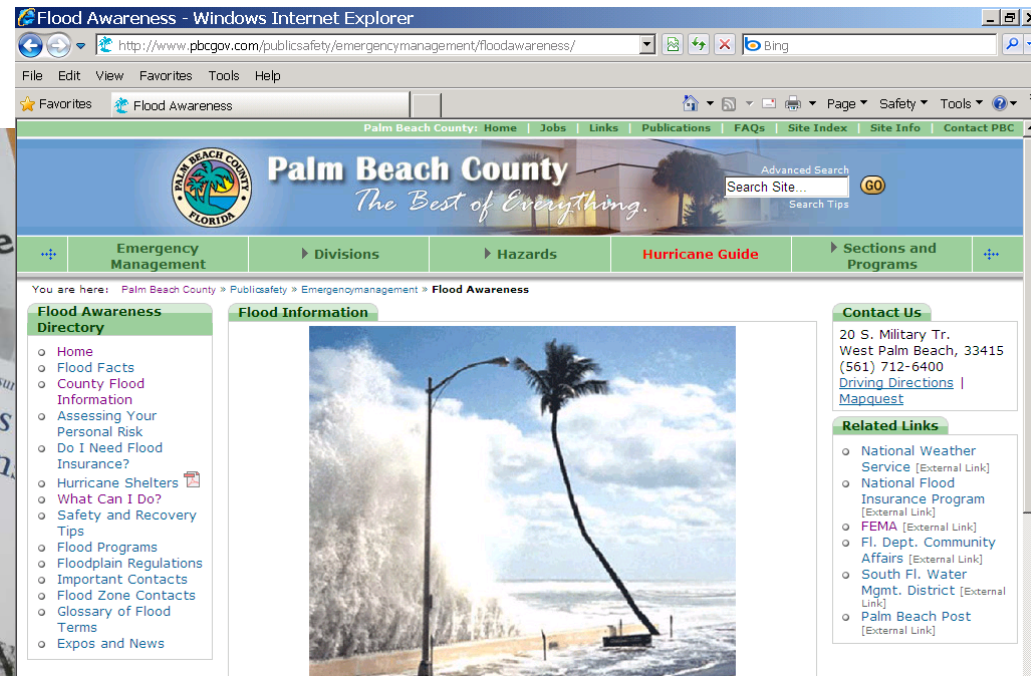 Flood Awareness - Windows Internet Explorer
http://www.pbcgov.com/publicsafety/emergencymanagement/floodawareness/
Bing
File Edit View Favorites Tools Help
Favorites Flood Awareness
Page Safety Tools
Palm Beach County: Home | Jobs | Links | Publications | FAQs | Site Index | Site Info | Contact PBC
PALM BEACH COUNTY
FLORIDA
Palm Beach County
The Best of Everything.
Advanced Search
Search Site...
GO
Search Tips
Emergency
Management
Divisions
Hazards
Hurricane Guide
Sections and
Programs
You are here: Palm Beach County » Publicsafety » Emergencymanagement » Flood Awareness
Flood Awareness
Directory
Home
Flood Facts
County Flood
Information
Assessing Your
Personal Risk
Do I Need Flood
Insurance?
Hurricane Shelters
What Can I Do?
Safety and Recovery
Tips
Flood Programs
Floodplain Regulations
Important Contacts
Flood Zone Contacts
Glossary of Flood
Terms
Expos and News
Flood Information
Contact Us
20 S. Military Tr.
West Palm Beach, 33415
(561) 712-6400
Driving Directions |
Mapquest
Related Links
National Weather
Service [External Link]
National Flood
Insurance Program
[External Link]
FEMA [External Link]
Fl. Dept. Community
Affairs [External Link]
South Fl. Water
Mgmt. District [External
Link]
Palm Beach Post
[External Link]